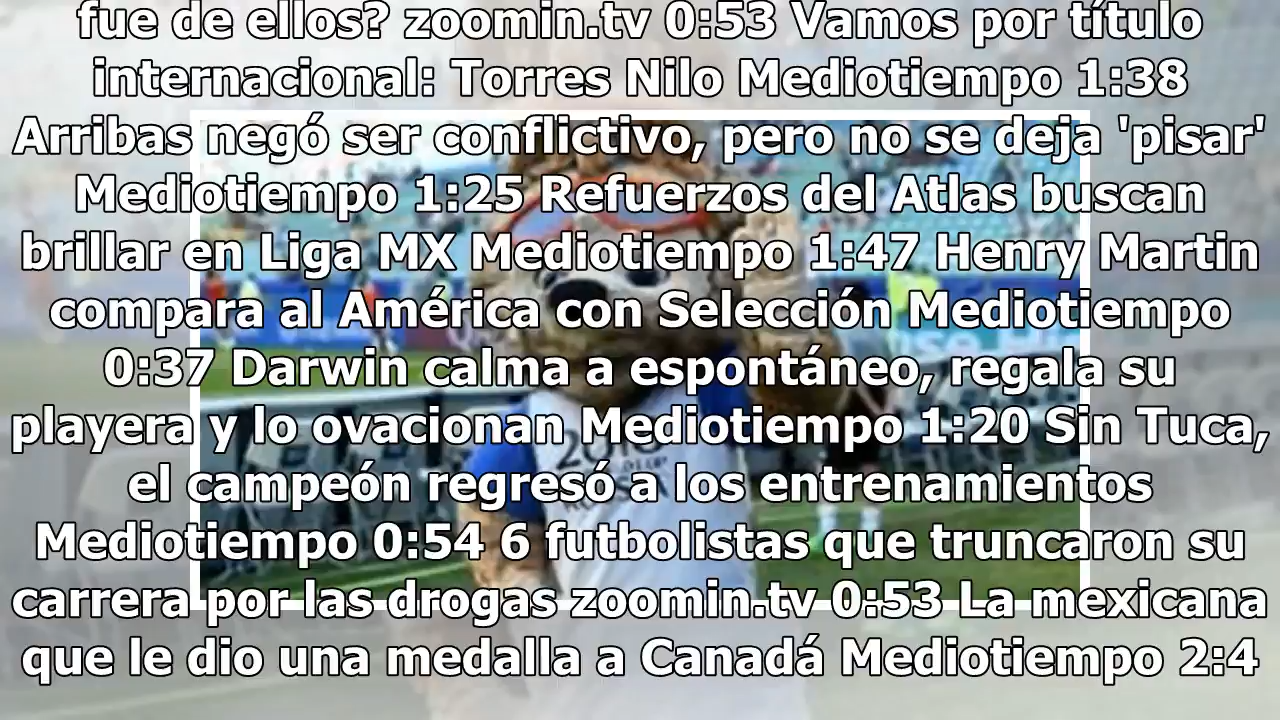 fue de ellos? zoomin.tv 0:53 Vamos por título
internacional: Torres Nilo Mediotiempo 1:38
Arribas negó ser conflictivo, pero no se deja 'pisar'
Mediotiempo 1:25 Refuerzos del Atlas buscan
brillar en Liga MX Mediotiempo 1:47 Henry Martin
compara al América con Selección Mediotiempo
0:37 Darwin calma a espontáneo, regala su
playera y lo ovacionan Mediotiempo 1:20 Sin Tuca,
el campeón regresó a los entrenamientos
Mediotiempo 0:54 6 futbolistas que truncaron su
carrera por las drogas zoomin.tv 0:53 La mexicana
que le dio una medalla a Canadá Mediotiempo 2:4
2018